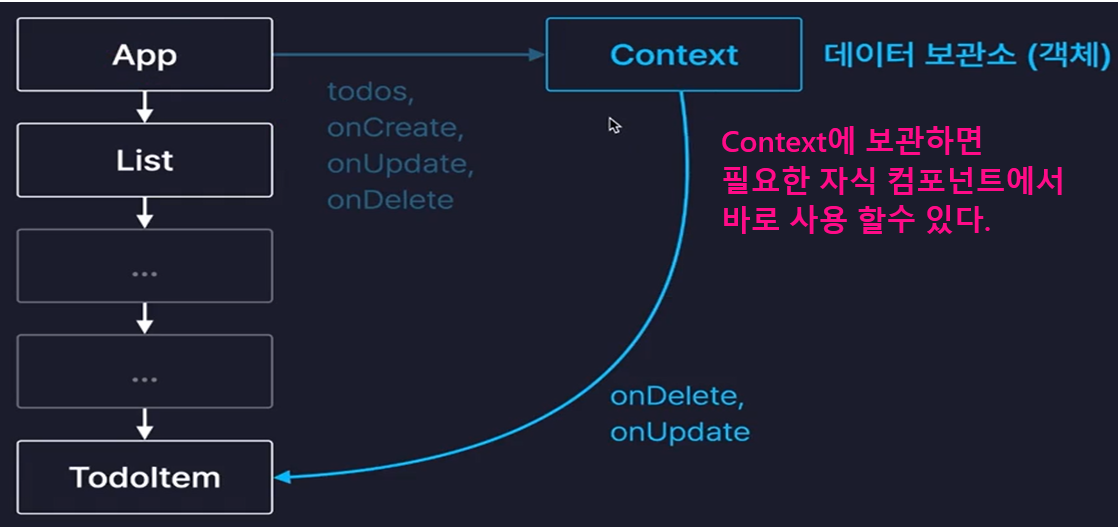 App
Context
데이터 보관소 (객체)
todos,
onCreate,
onUpdate,
onDelete
Context에 보관하면
필요한 자식 컴포넌트에서
바로 사용 할수 있다.
List
...
...
onDelete,
onUpdate
TodoItem